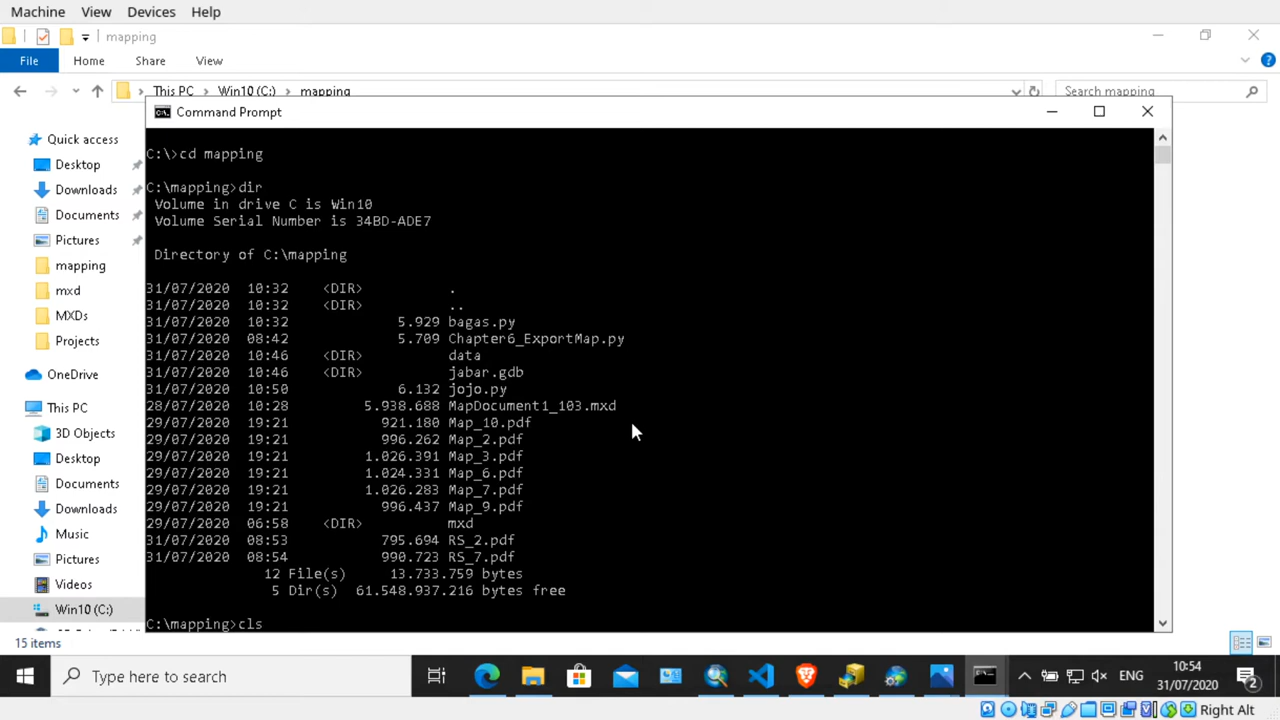 Machine View Devices Help
mapping
File Home Share View
This PC Win10 (C:) mapping
Search mapping
Quick access
Desktop
Downloads
Documents
Pictures
mapping
mxd
MXDs
Projects
OneDrive
This PC
3D Objects
Desktop
Documents
Downloads
Music
Pictures
Videos
Win10 (C:)
15 items
Command Prompt
C:\>cd mapping
C:\mapping>dir
Volume in drive C is Win10
Volume Serial Number is 34BD-ADE7
Directory of C:\mapping
31/07/2020 10:32 <DIR> .
31/07/2020 10:32 <DIR> ..
31/07/2020 10:32 5.929 bagas.py
31/07/2020 08:42 5.709 Chapter6_ExportMap.py
31/07/2020 10:46 <DIR> data
31/07/2020 10:46 <DIR> jabar.gdb
31/07/2020 10:50 6.132 jojo.py
28/07/2020 10:28 5.938.688 MapDocument1_103.mxd
29/07/2020 19:21 921.180 Map_10.pdf
29/07/2020 19:21 996.262 Map_2.pdf
29/07/2020 19:21 1.026.391 Map_3.pdf
29/07/2020 19:21 1.024.331 Map_6.pdf
29/07/2020 19:21 1.026.283 Map_7.pdf
29/07/2020 19:21 996.437 Map_9.pdf
29/07/2020 06:58 <DIR> mxd
31/07/2020 08:53 795.694 RS_2.pdf
31/07/2020 08:54 990.723 RS_7.pdf
12 File(s) 13.733.759 bytes
5 Dir(s) 61.548.937.216 bytes free
C:\mapping>cls
Type here to search
ENG
10:54
31/07/2020
2
Right Alt